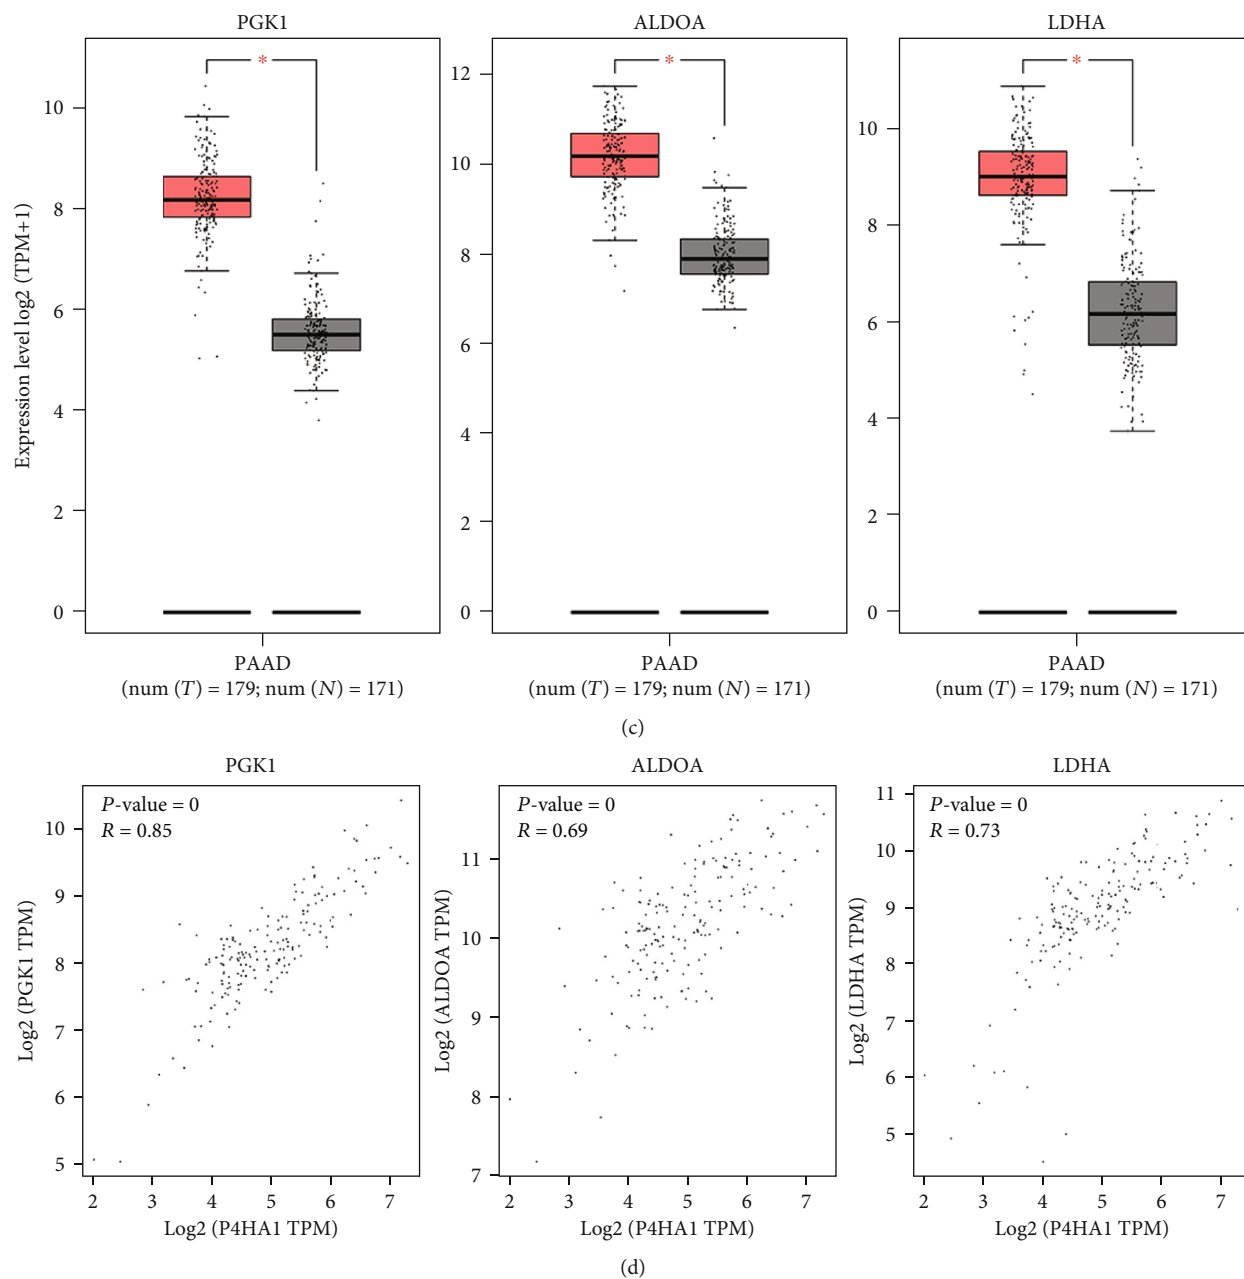 PGK1
ALDOA
LDHA
Expression level log2 (TPM+1)
10
8
6
4
2
0
12
10
8
6
4
2
0
10
8
6
4
2
0
*
*
*
PAAD
(num (T) = 179; num (N) = 171)
PAAD
(num (T) = 179; num (N) = 171)
PAAD
(num (T) = 179; num (N) = 171)
(c)
PGK1
P-value = 0
R = 0.85
Log2 (PGK1 TPM)
10
9
8
7
6
5
2 3 4 5 6 7
Log2 (P4HA1 TPM)
ALDOA
P-value = 0
R = 0.69
Log2 (ALDOA TPM)
11
10
9
8
7
2 3 4 5 6 7
Log2 (P4HA1 TPM)
LDHA
P-value = 0
R = 0.73
Log2 (LDHA TPM)
11
10
9
8
7
6
5
2 3 4 5 6 7
Log2 (P4HA1 TPM)
(d)